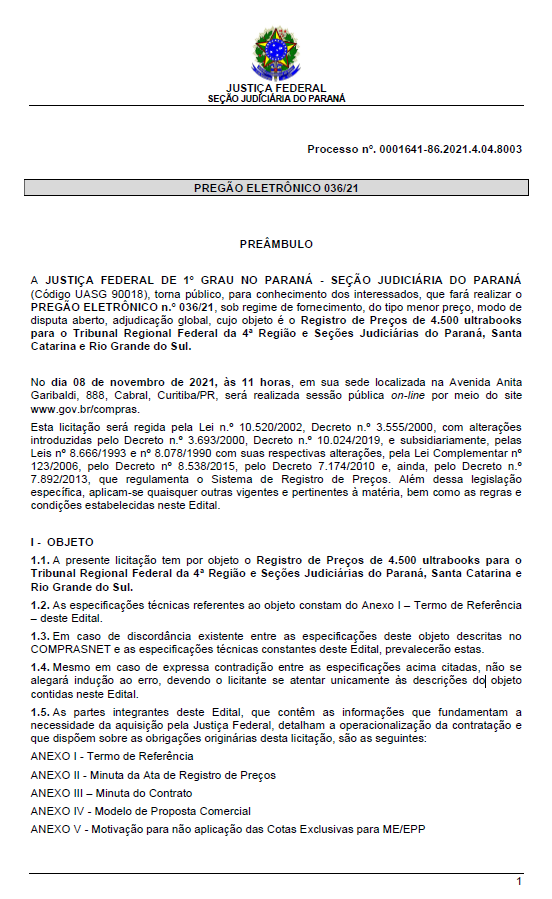 JUSTIÇA FEDERAL
SEÇÃO JUDICIÁRIA DO PARANÁ
Processo nº. 0001641-86.2021.4.04.8003
PREGÃO ELETRÔNICO 036/21
PREÂMBULO
A JUSTIÇA FEDERAL DE 1º GRAU NO PARANÁ - SEÇÃO JUDICIÁRIA DO PARANÁ
(Código UASG 90018), torna público, para conhecimento dos interessados, que fará realizar o
PREGÃO ELETRÔNICO n.º 036/21, sob regime de fornecimento, do tipo menor preço, modo de
disputa aberto, adjudicação global, cujo objeto é o Registro de Preços de 4.500 ultrabooks
para o Tribunal Regional Federal da 4ª Região e Seções Judiciárias do Paraná, Santa
Catarina e Rio Grande do Sul.
No dia 08 de novembro de 2021, às 11 horas, em sua sede localizada na Avenida Anita
Garibaldi, 888, Cabral, Curitiba/PR, será realizada sessão pública on-line por meio do site
www.gov.br/compras.
Esta licitação será regida pela Lei n.º 10.520/2002, Decreto n.º 3.555/2000, com alterações
introduzidas pelo Decreto n.º 3.693/2000, Decreto n.º 10.024/2019, e subsidiariamente, pelas
Leis nº 8.666/1993 e nº 8.078/1990 com suas respectivas alterações, pela Lei Complementar nº
123/2006, pelo Decreto nº 8.538/2015, pelo Decreto 7.174/2010 e, ainda, pelo Decreto n.º
7.892/2013, que regulamenta o Sistema de Registro de Preços. Além dessa legislação
específica, aplicam-se quaisquer outras vigentes e pertinentes à matéria, bem como as regras e
condições estabelecidas neste Edital.
I - OBJETO
1.1. A presente licitação tem por objeto o Registro de Preços de 4.500 ultrabooks para o
Tribunal Regional Federal da 4ª Região e Seções Judiciárias do Paraná, Santa Catarina e
Rio Grande do Sul.
1.2. As especificações técnicas referentes ao objeto constam do Anexo I – Termo de Referência
– deste Edital.
1.3. Em caso de discordância existente entre as especificações deste objeto descritas no
COMPRASNET e as especificações técnicas constantes deste Edital, prevalecerão estas.
1.4. Mesmo em caso de expressa contradição entre as especificações acima citadas, não se
alegará indução ao erro, devendo o licitante se atentar unicamente às descrições do objeto
contidas neste Edital.
1.5. As partes integrantes deste Edital, que contêm as informações que fundamentam a
necessidade da aquisição pela Justiça Federal, detalham a operacionalização da contratação e
que dispõem sobre as obrigações originárias desta licitação, são as seguintes:
ANEXO I - Termo de Referência
ANEXO II - Minuta da Ata de Registro de Preços
ANEXO III – Minuta do Contrato
ANEXO IV - Modelo de Proposta Comercial
ANEXO V - Motivação para não aplicação das Cotas Exclusivas para ME/EPP
1